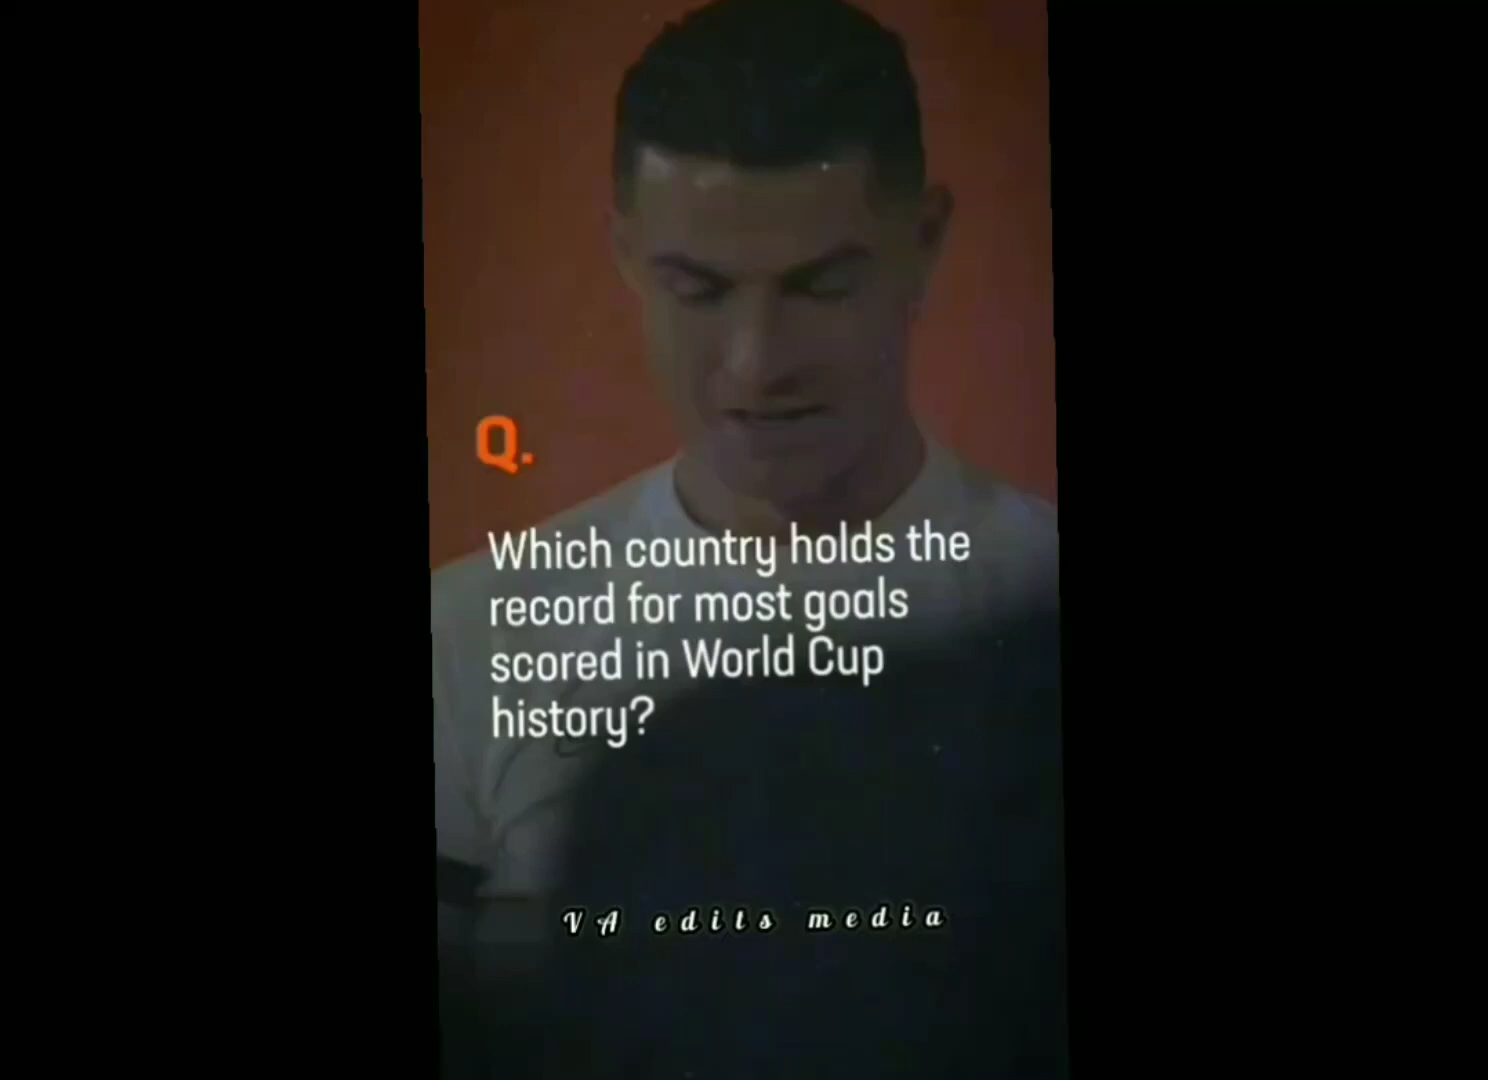 Q.
Which country holds the
record for most goals
scored in World Cup
history?
VA edits media